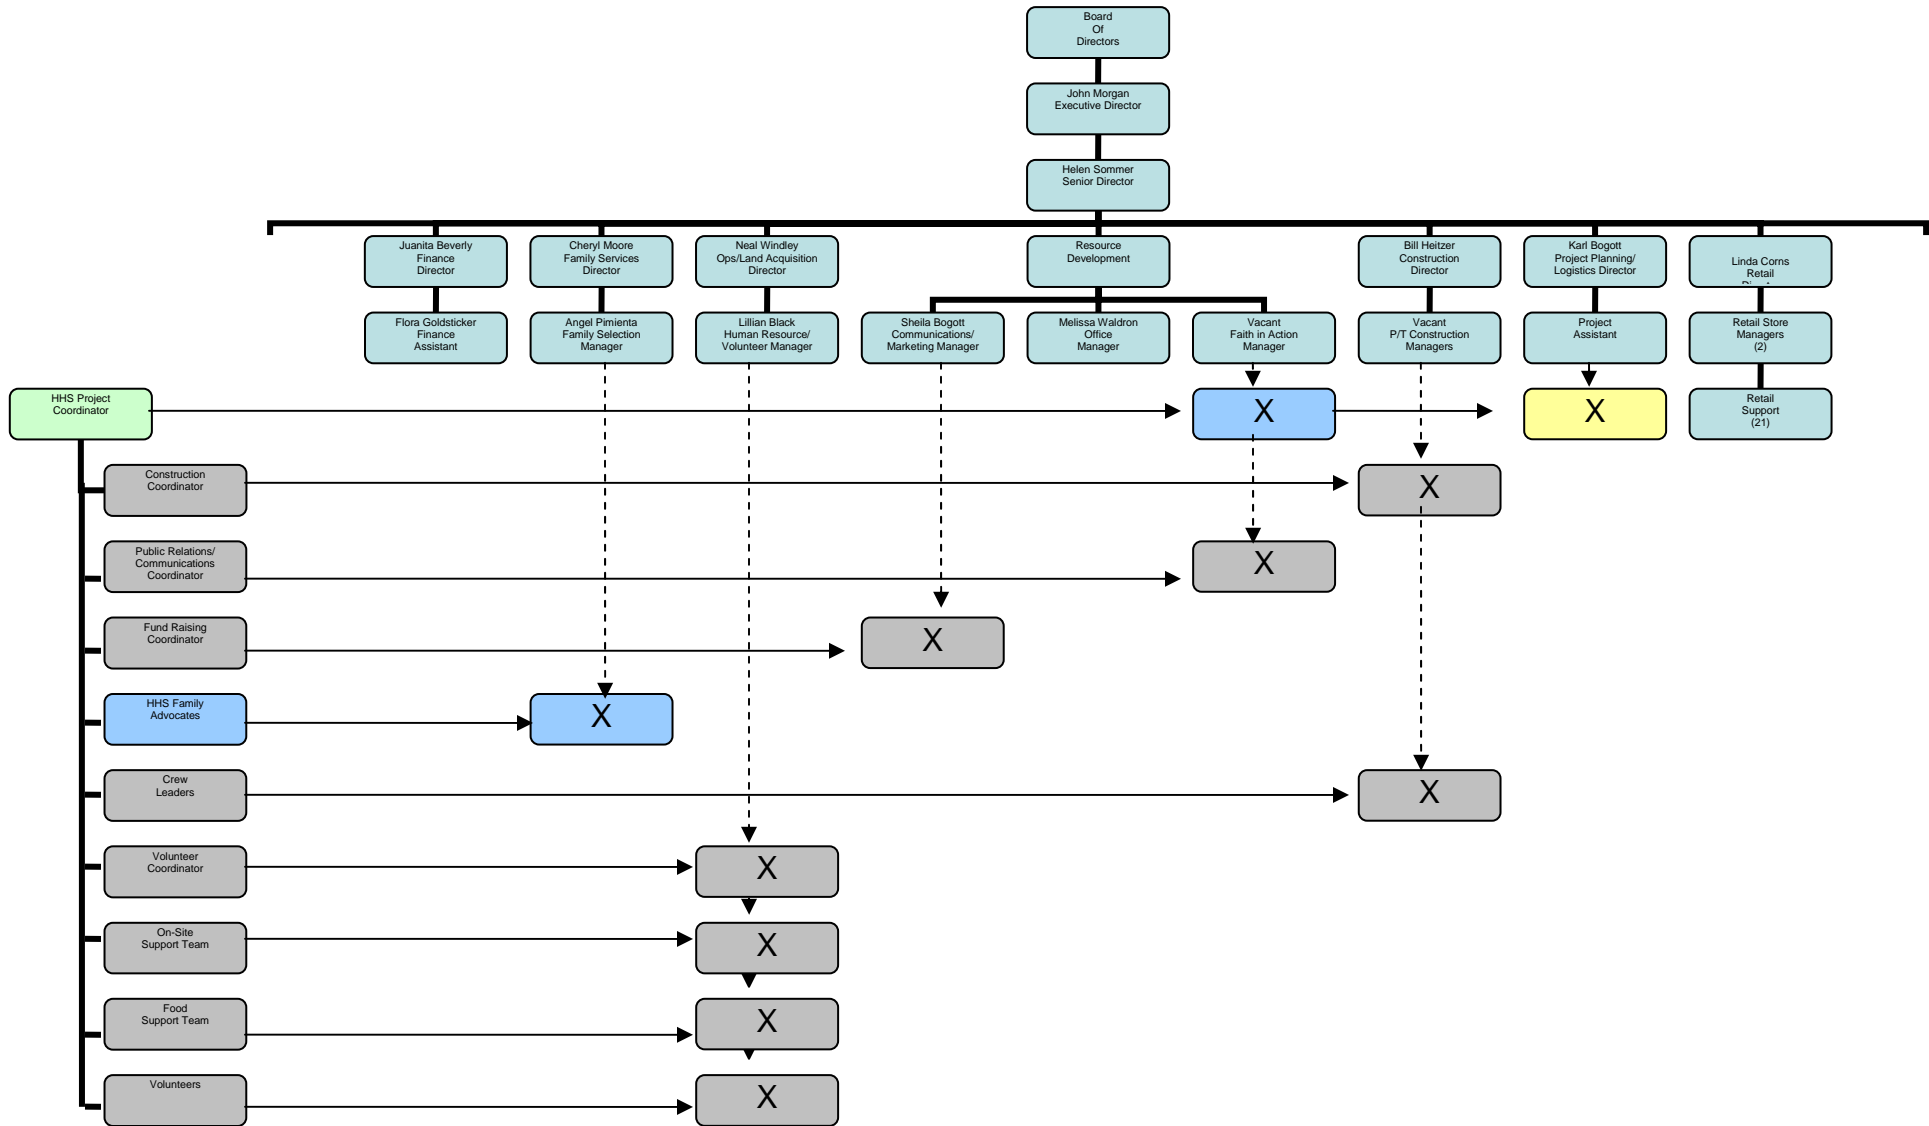 Board
Of
Directors
John Morgan
Executive Director
Helen Sommer
Senior Director
Juanita Beverly
Finance
Director
Cheryl Moore
Family Services
Director
Neal Windley
Ops/Land Acquisition
Director
Resource
Development
Bill Heitzer
Construction
Director
Karl Bogott
Project Planning/
Logistics Director
Linda Corns
Retail
Flora Goldsticker
Finance
Assistant
Angel Pimienta
Family Selection
Manager
Lillian Black
Human Resource/
Volunteer Manager
Sheila Bogott
Communications/
Marketing Manager
Melissa Waldron
Office
Manager
Vacant
Faith in Action
Manager
Vacant
P/T Construction
Managers
Project
Assistant
Retail Store
Managers
(2)
HHS Project
Coordinator
X
X
Retail
Support
(21)
Construction
Coordinator
X
Public Relations/
Communications
Coordinator
X
Fund Raising
Coordinator
X
HHS Family
Advocates
X
Crew
Leaders
X
Volunteer
Coordinator
X
On-Site
Support Team
X
Food
Support Team
X
Volunteers
X